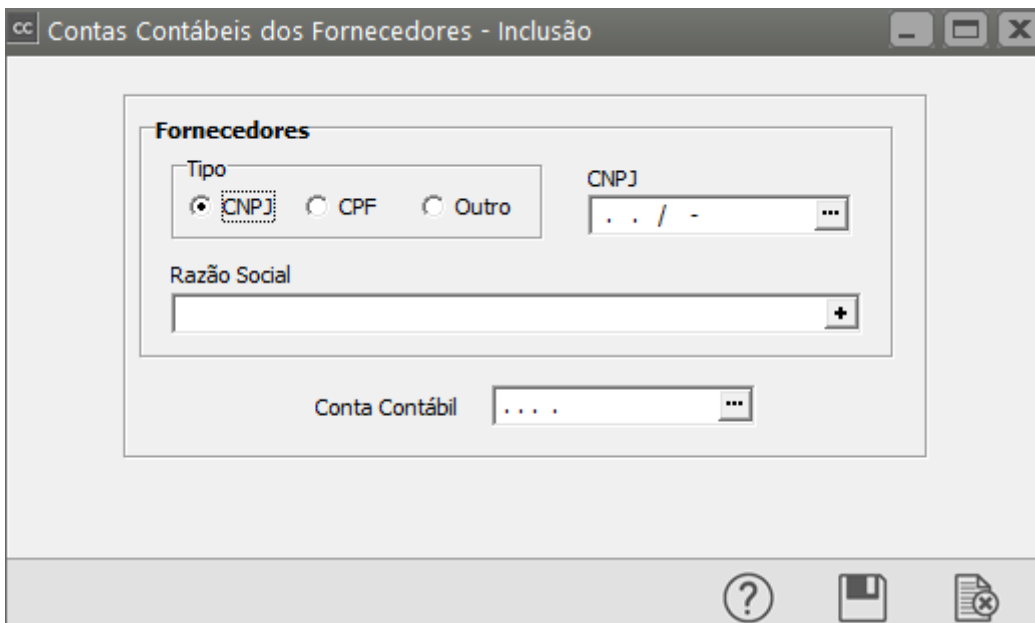 cc Contas Contábeis dos Fornecedores - Inclusão
Fornecedores
Tipo
CNPJ CPF Outro
CNPJ
. . / - ...
Razão Social
+
Conta Contábil . . . . ...
?